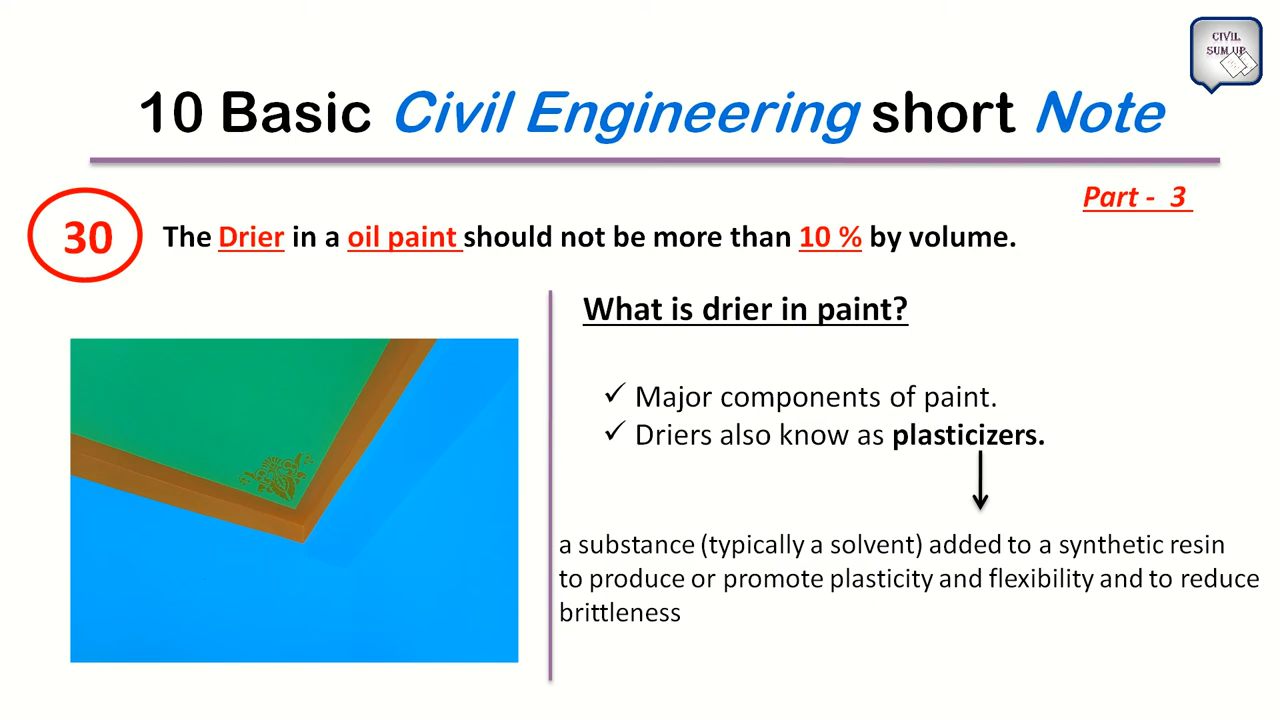 CIVIL
SUM UP
10 Basic Civil Engineering short Note
Part - 3
30
The Drier in a oil paint should not be more than 10 % by volume.
What is drier in paint?
✓ Major components of paint.
✓ Driers also know as plasticizers.
a substance (typically a solvent) added to a synthetic resin
to produce or promote plasticity and flexibility and to reduce
brittleness